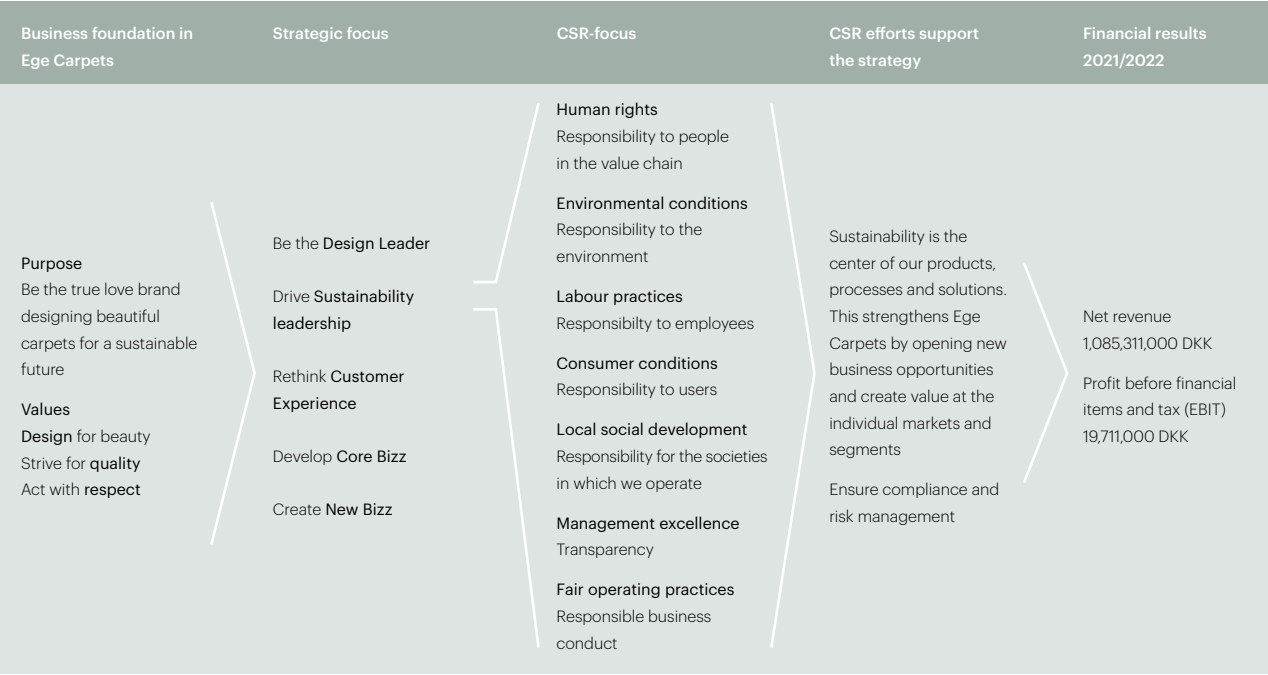 Business foundation in
Ege Carpets
Strategic focus
CSR-focus
CSR efforts support
the strategy
Financial results
2021/2022
Purpose
Be the true love brand
designing beautiful
carpets for a sustainable
future
Values
Design for beauty
Strive for quality
Act with respect
Be the Design Leader
Drive Sustainability
leadership
Rethink Customer
Experience
Develop Core Bizz
Create New Bizz
Human rights
Responsibility to people
in the value chain
Environmental conditions
Responsibility to the
environment
Labour practices
Responsibilty to employees
Consumer conditions
Responsibility to users
Local social development
Responsibility for the societies
in which we operate
Management excellence
Transparency
Fair operating practices
Responsible business
conduct
Sustainability is the
center of our products,
processes and solutions.
This strengthens Ege
Carpets by opening new
business opportunities
and create value at the
individual markets and
segments
Ensure compliance and
risk management
Net revenue
1,085,311,000 DKK
Profit before financial
items and tax (EBIT)
19,711,000 DKK